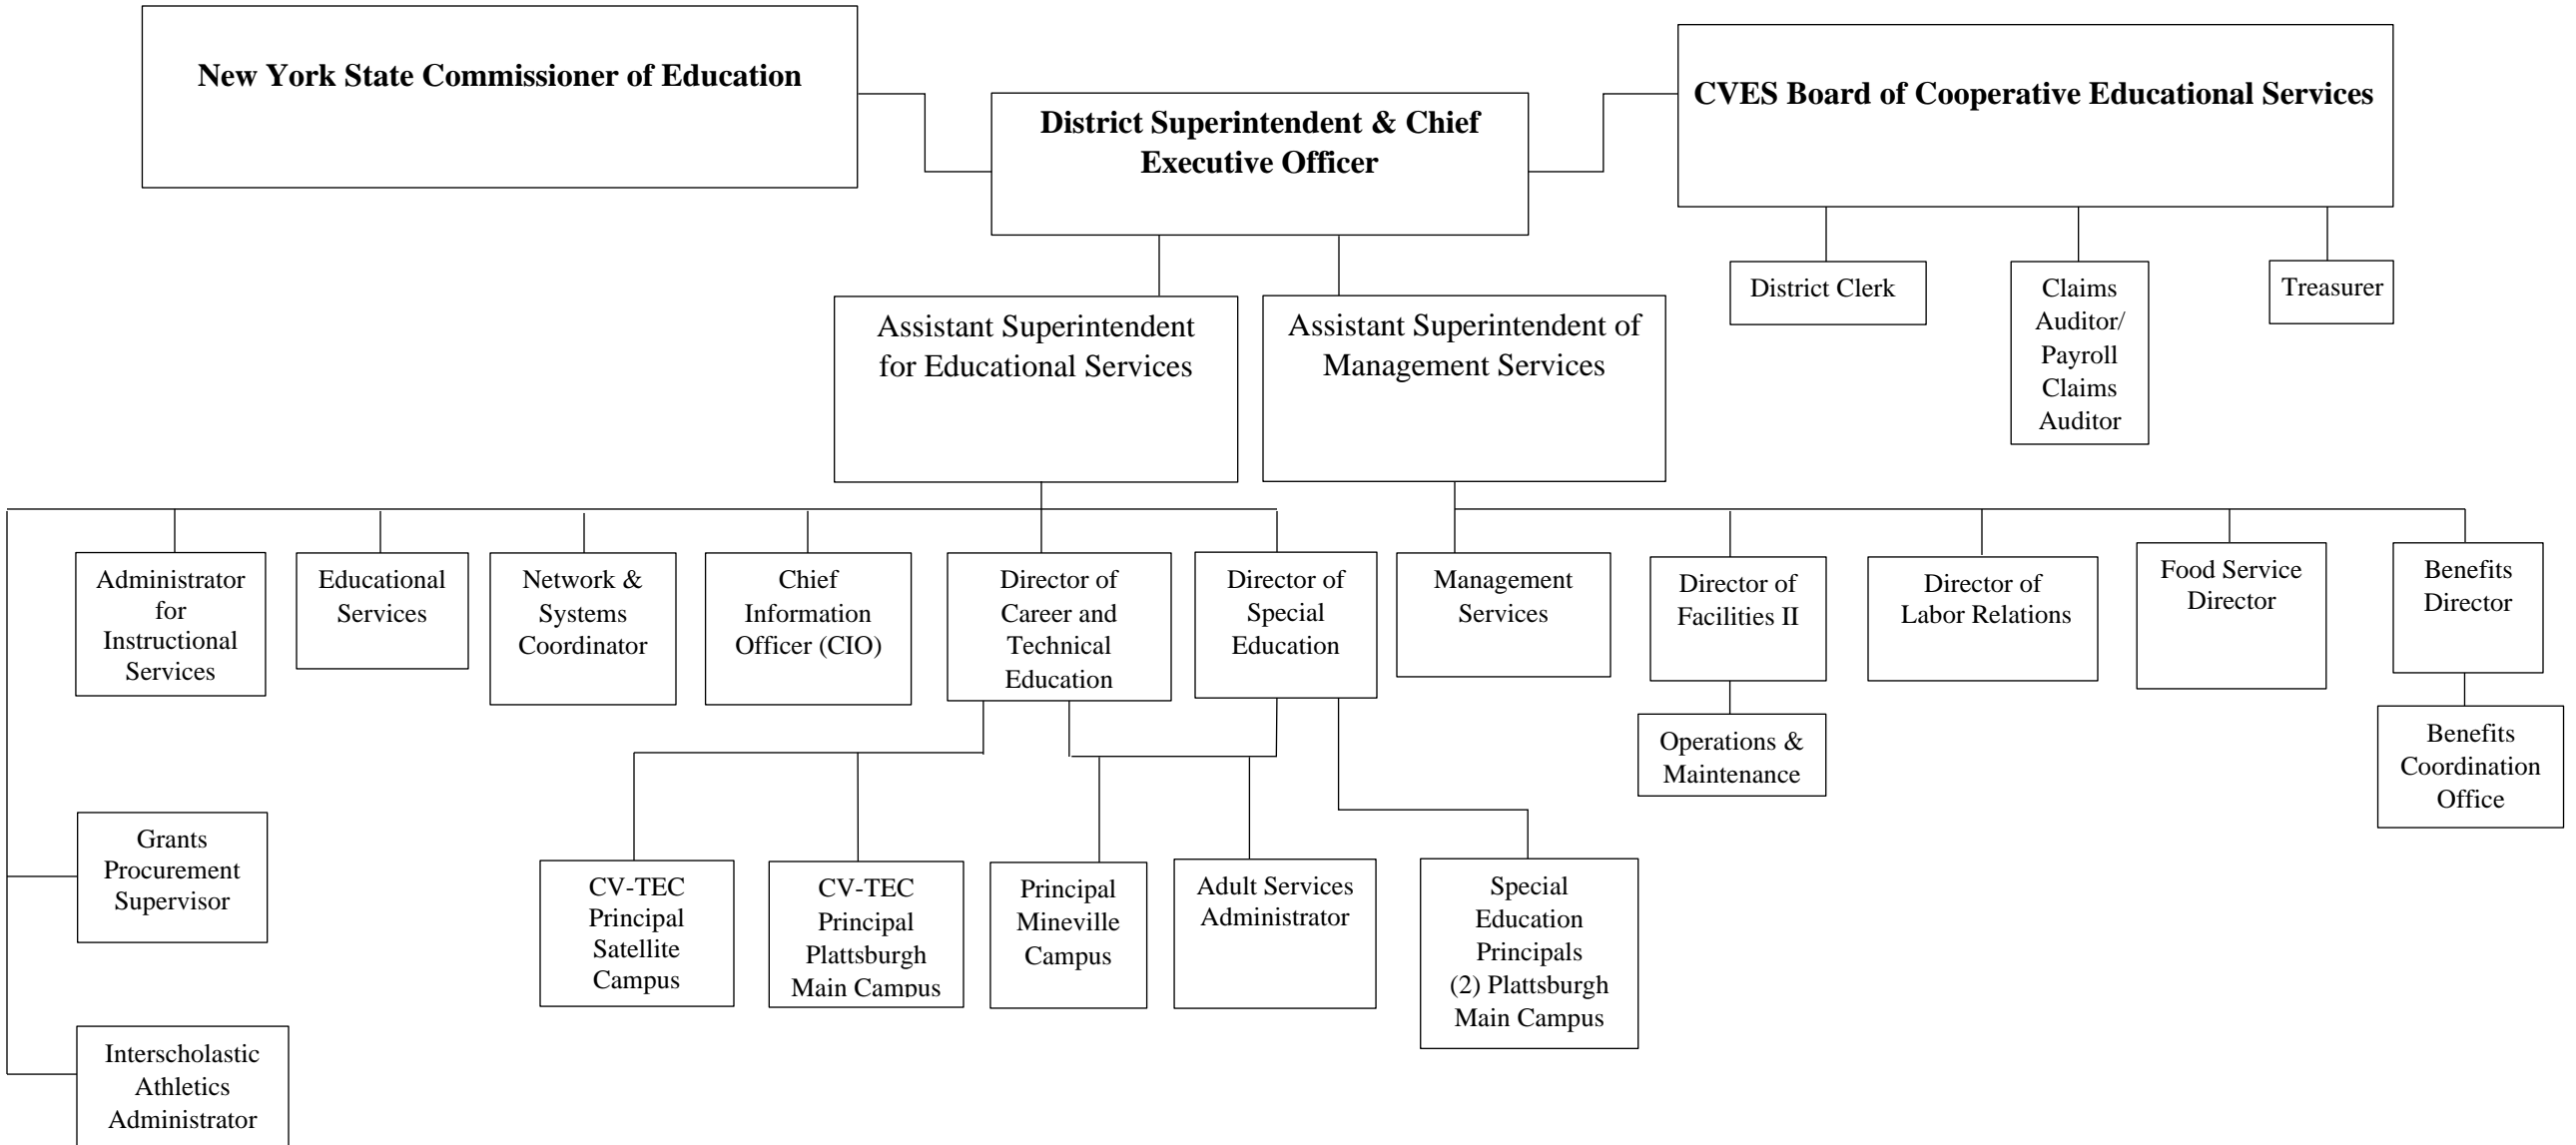 New York State Commissioner of Education
District Superintendent & Chief
Executive Officer
CVES Board of Cooperative Educational Services
District Clerk
Claims
Auditor/
Payroll
Claims
Auditor
Treasurer
Assistant Superintendent
for Educational Services
Assistant Superintendent of
Management Services
Administrator
for
Instructional
Services
Educational
Services
Network &
Systems
Coordinator
Chief
Information
Officer (CIO)
Director of
Career and
Technical
Education
Director of
Special
Education
Management
Services
Director of
Facilities II
Director of
Labor Relations
Food Service
Director
Benefits
Director
Operations &
Maintenance
Benefits
Coordination
Office
Grants
Procurement
Supervisor
CV-TEC
Principal
Satellite
Campus
CV-TEC
Principal
Plattsburgh
Main Campus
Principal
Mineville
Campus
Adult Services
Administrator
Special
Education
Principals
(2) Plattsburgh
Main Campus
Interscholastic
Athletics
Administrator